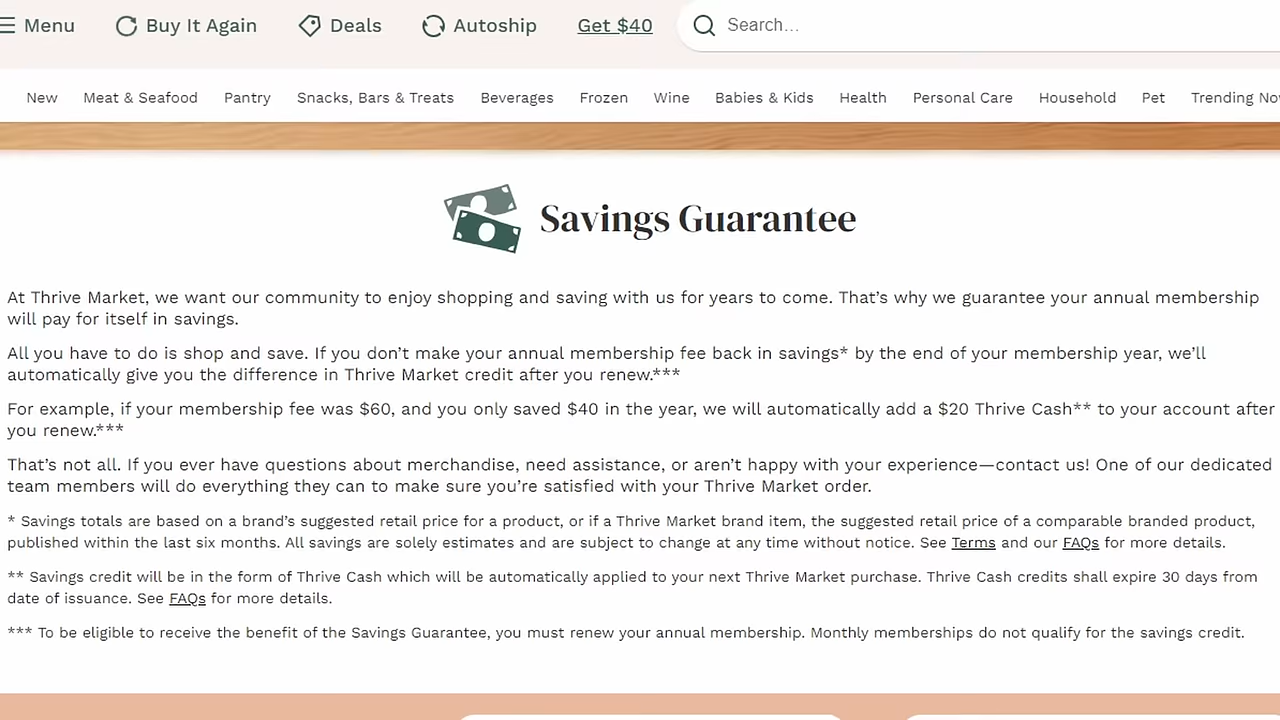 Menu Buy It Again Deals Autoship Get $40 Search...
New Meat & Seafood Pantry Snacks, Bars & Treats Beverages Frozen Wine Babies & Kids Health Personal Care Household Pet Trending
Savings Guarantee
At Thrive Market, we want our community to enjoy shopping and saving with us for years to come. That's why we guarantee your annual membership
will pay for itself in savings.
All you have to do is shop and save. If you don't make your annual membership fee back in savings* by the end of your membership year, we'll
automatically give you the difference in Thrive Market credit after you renew.***
For example, if your membership fee was $60, and you only saved $40 in the year, we will automatically add a $20 Thrive Cash** to your account after
you renew.***
That's not all. If you ever have questions about merchandise, need assistance, or aren't happy with your experience—contact us! One of our dedicated
team members will do everything they can to make sure you're satisfied with your Thrive Market order.
* Savings totals are based on a brand's suggested retail price for a product, or if a Thrive Market brand item, the suggested retail price of a comparable branded product,
published within the last six months. All savings are solely estimates and are subject to change at any time without notice. See Terms and our FAQs for more details.
** Savings credit will be in the form of Thrive Cash which will be automatically applied to your next Thrive Market purchase. Thrive Cash credits shall expire 30 days from
date of issuance. See FAQs for more details.
*** To be eligible to receive the benefit of the Savings Guarantee, you must renew your annual membership. Monthly memberships do not qualify for the savings credit.